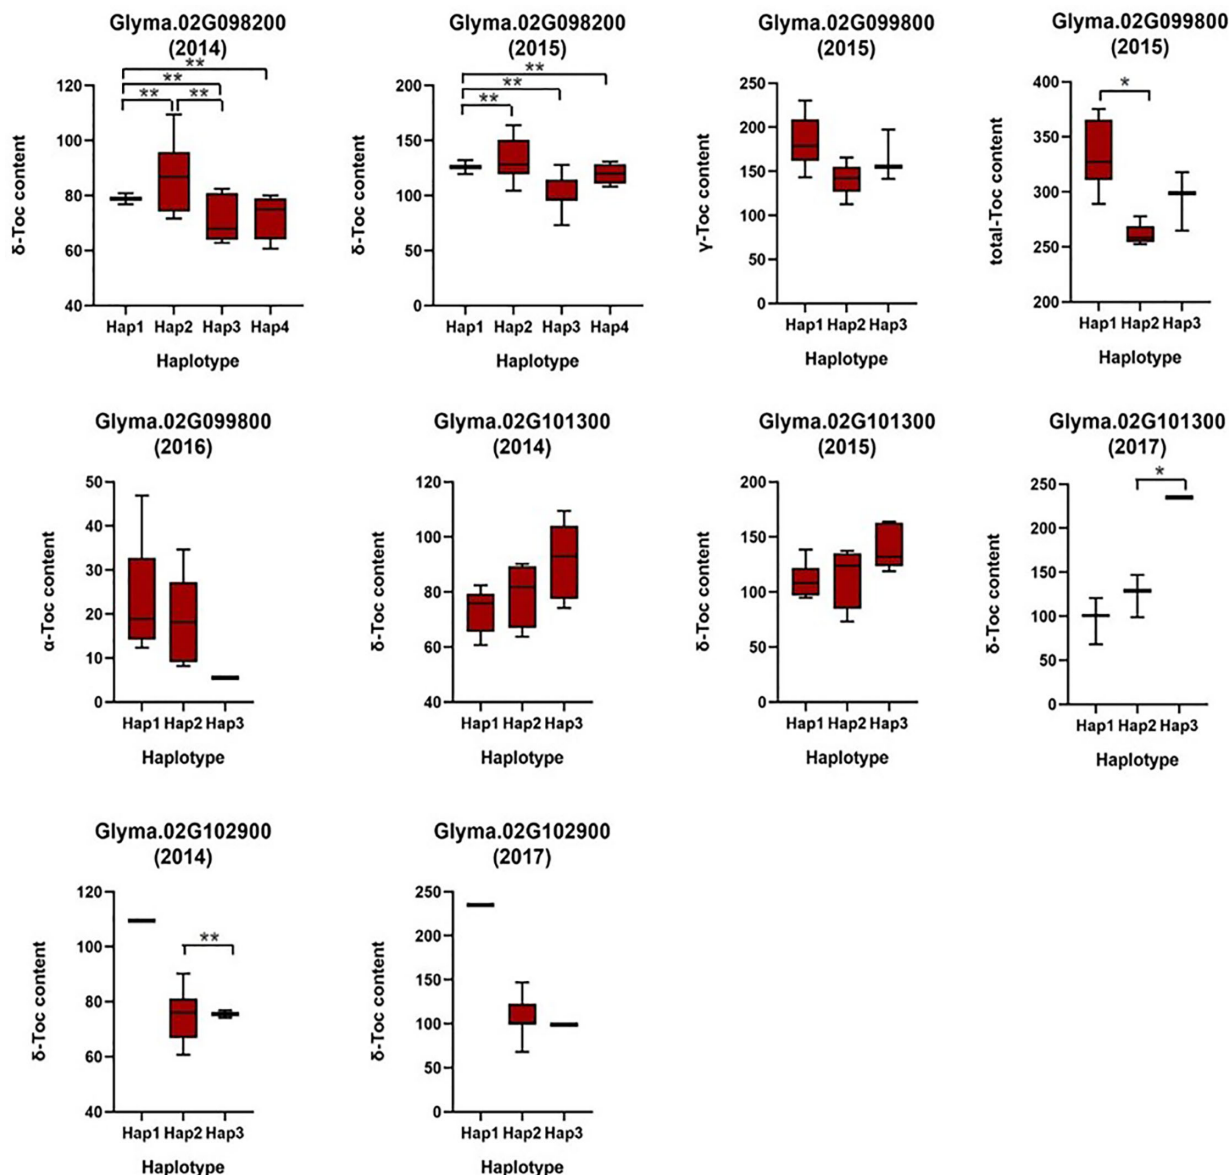 Glyma.02G098200
(2014)
**
**
**
**
δ-Toc content
120
100
80
60
40
Hap1 Hap2 Hap3 Hap4
Haplotype
Glyma.02G098200
(2015)
**
**
**
δ-Toc content
200
150
100
50
0
Hap1 Hap2 Hap3 Hap4
Haplotype
Glyma.02G099800
(2015)
γ-Toc content
250
200
150
100
50
0
Hap1 Hap2 Hap3
Haplotype
Glyma.02G099800
(2015)
*
total-Toc content
400
350
300
250
200
Hap1 Hap2 Hap3
Haplotype
Glyma.02G099800
(2016)
α-Toc content
50
40
30
20
10
0
Hap1 Hap2 Hap3
Haplotype
Glyma.02G101300
(2014)
δ-Toc content
120
100
80
60
40
Hap1 Hap2 Hap3
Haplotype
Glyma.02G101300
(2015)
δ-Toc content
200
150
100
50
0
Hap1 Hap2 Hap3
Haplotype
Glyma.02G101300
(2017)
*
δ-Toc content
250
200
150
100
50
0
Hap1 Hap2 Hap3
Haplotype
Glyma.02G102900
(2014)
**
δ-Toc content
120
100
80
60
40
Hap1 Hap2 Hap3
Haplotype
Glyma.02G102900
(2017)
δ-Toc content
250
200
150
100
50
0
Hap1 Hap2 Hap3
Haplotype